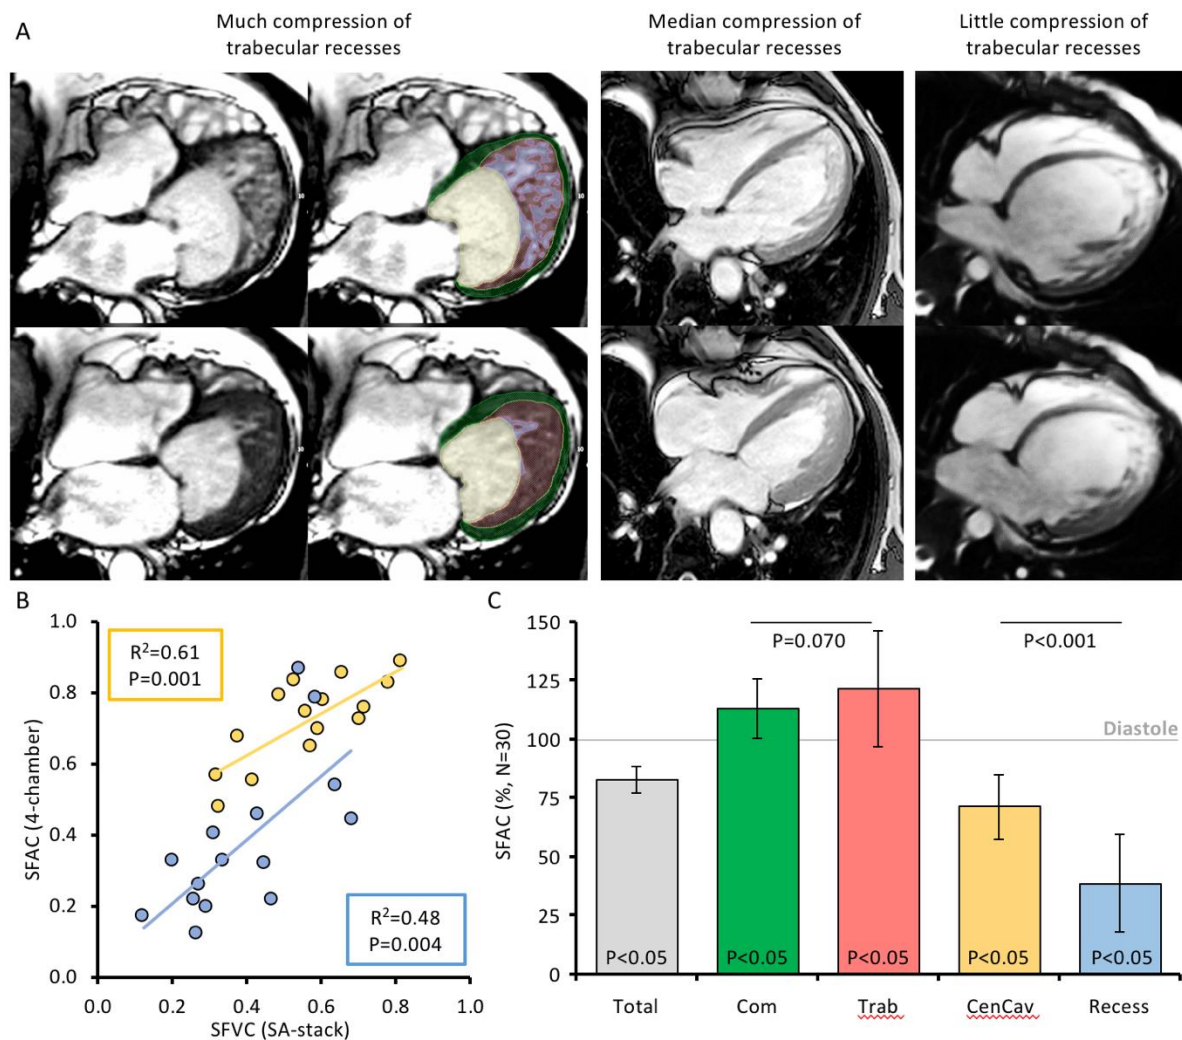 A
Much compression of
trabecular recesses
Median compression of
trabecular recesses
Little compression of
trabecular recesses
B
1.0
0.8
0.6
0.4
0.2
0.0
SFAC (4-chamber)
R²=0.61
P=0.001
R²=0.48
P=0.004
0.0 0.2 0.4 0.6 0.8 1.0
SFVC (SA-stack)
C
150
125
100
75
50
25
0
SFAC (%, N=30)
P=0.070
P<0.001
Diastole
P<0.05 P<0.05 P<0.05 P<0.05 P<0.05
Total Com Trab CenCav Recess